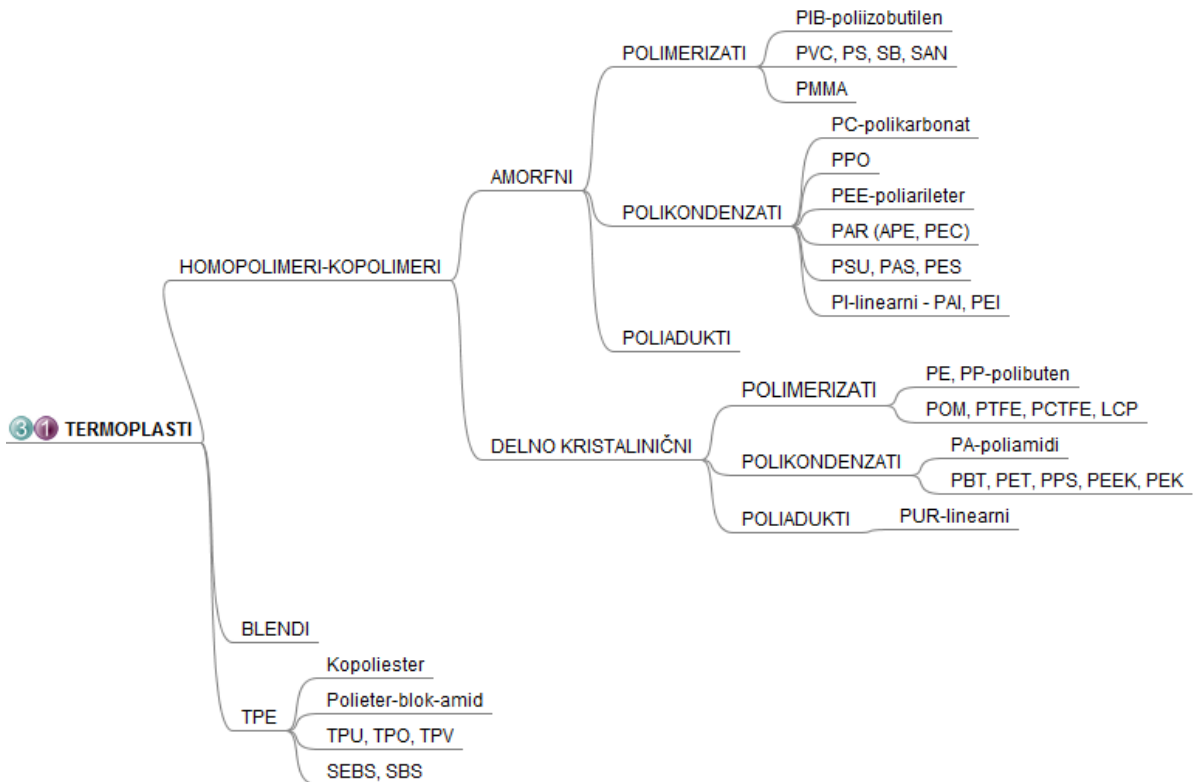 PIB-poliizobutilen
POLIMERIZATI
PVC, PS, SB, SAN
PMMA
PC-polikarbonat
PPO
AMORFNI
PEE-poliarileter
POLIKONDENZATI
PAR (APE, PEC)
HOMOPOLIMERI-KOPOLIMERI
PSU, PAS, PES
PI-linearni - PAI, PEI
POLIADUKTI
PE, PP-polibuten
POLIMERIZATI
POM, PTFE, PCTFE, LCP
3 1 TERMOPLASTI
DELNO KRISTALINIČNI
PA-poliamidi
POLIKONDENZATI
PBT, PET, PPS, PEEK, PEK
POLIADUKTI
PUR-linearni
BLENDI
Kopoliester
Polieter-blok-amid
TPE
TPU, TPO, TPV
SEBS, SBS